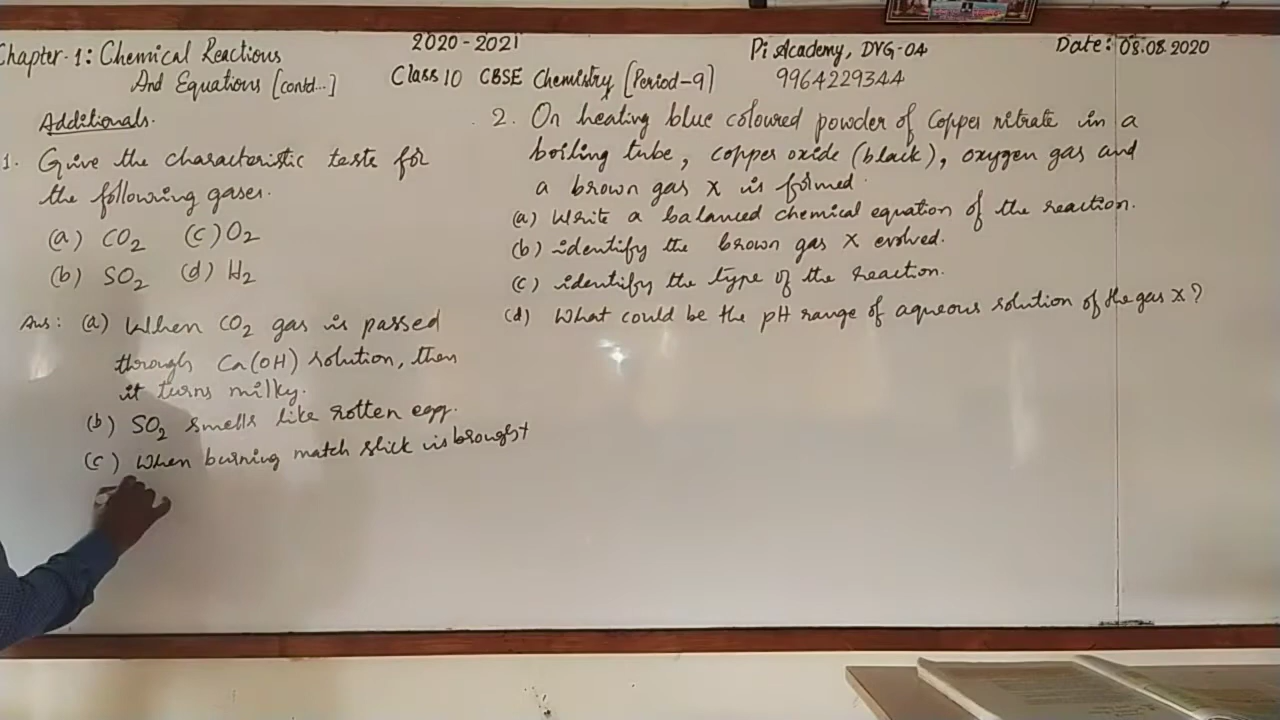 Chapter-1: Chemical Reactions
And Equations [contd...]
2020-2021
Class 10 CBSE Chemistry [Period-9]
Pi Academy, DVG-04
9964229344
Date: 08.08.2020
Additionals.
1. Give the characteristic tests for
the following gases.
(a) CO2 (c) O2
(b) SO2 (d) H2
Ans: (a) When CO2 gas is passed
through Ca(OH) solution, then
it turns milky.
(b) SO2 smells like rotten egg.
(c) When burning match stick is brought
2. On heating blue coloured powder of Copper nitrate in a
boiling tube, copper oxide (black), oxygen gas and
a brown gas X is formed.
(a) Write a balanced chemical equation of the reaction.
(b) identify the brown gas X evolved.
(c) identify the type of the reaction.
(d) What could be the pH range of aqueous solution of the gas X?